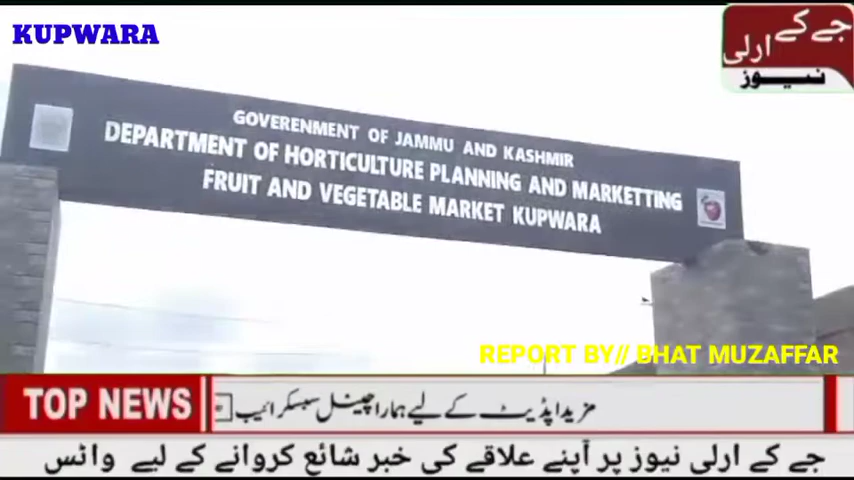 KUPWARA
جے کے
ارلی
نیوز
GOVERENMENT OF JAMMU AND KASHMIR
DEPARTMENT OF HORTICULTURE PLANNING AND MARKETTING
FRUIT AND VEGETABLE MARKET KUPWARA
REPORT BY// BHAT MUZAFFAR
TOP NEWS
مزید اپڈیٹ کے لیے ہمارا چینل سبسکرائیب
جے کے ارلی نیوز پر آپنے علاقے کی خبر شائع کروانے کے لیے واٹس